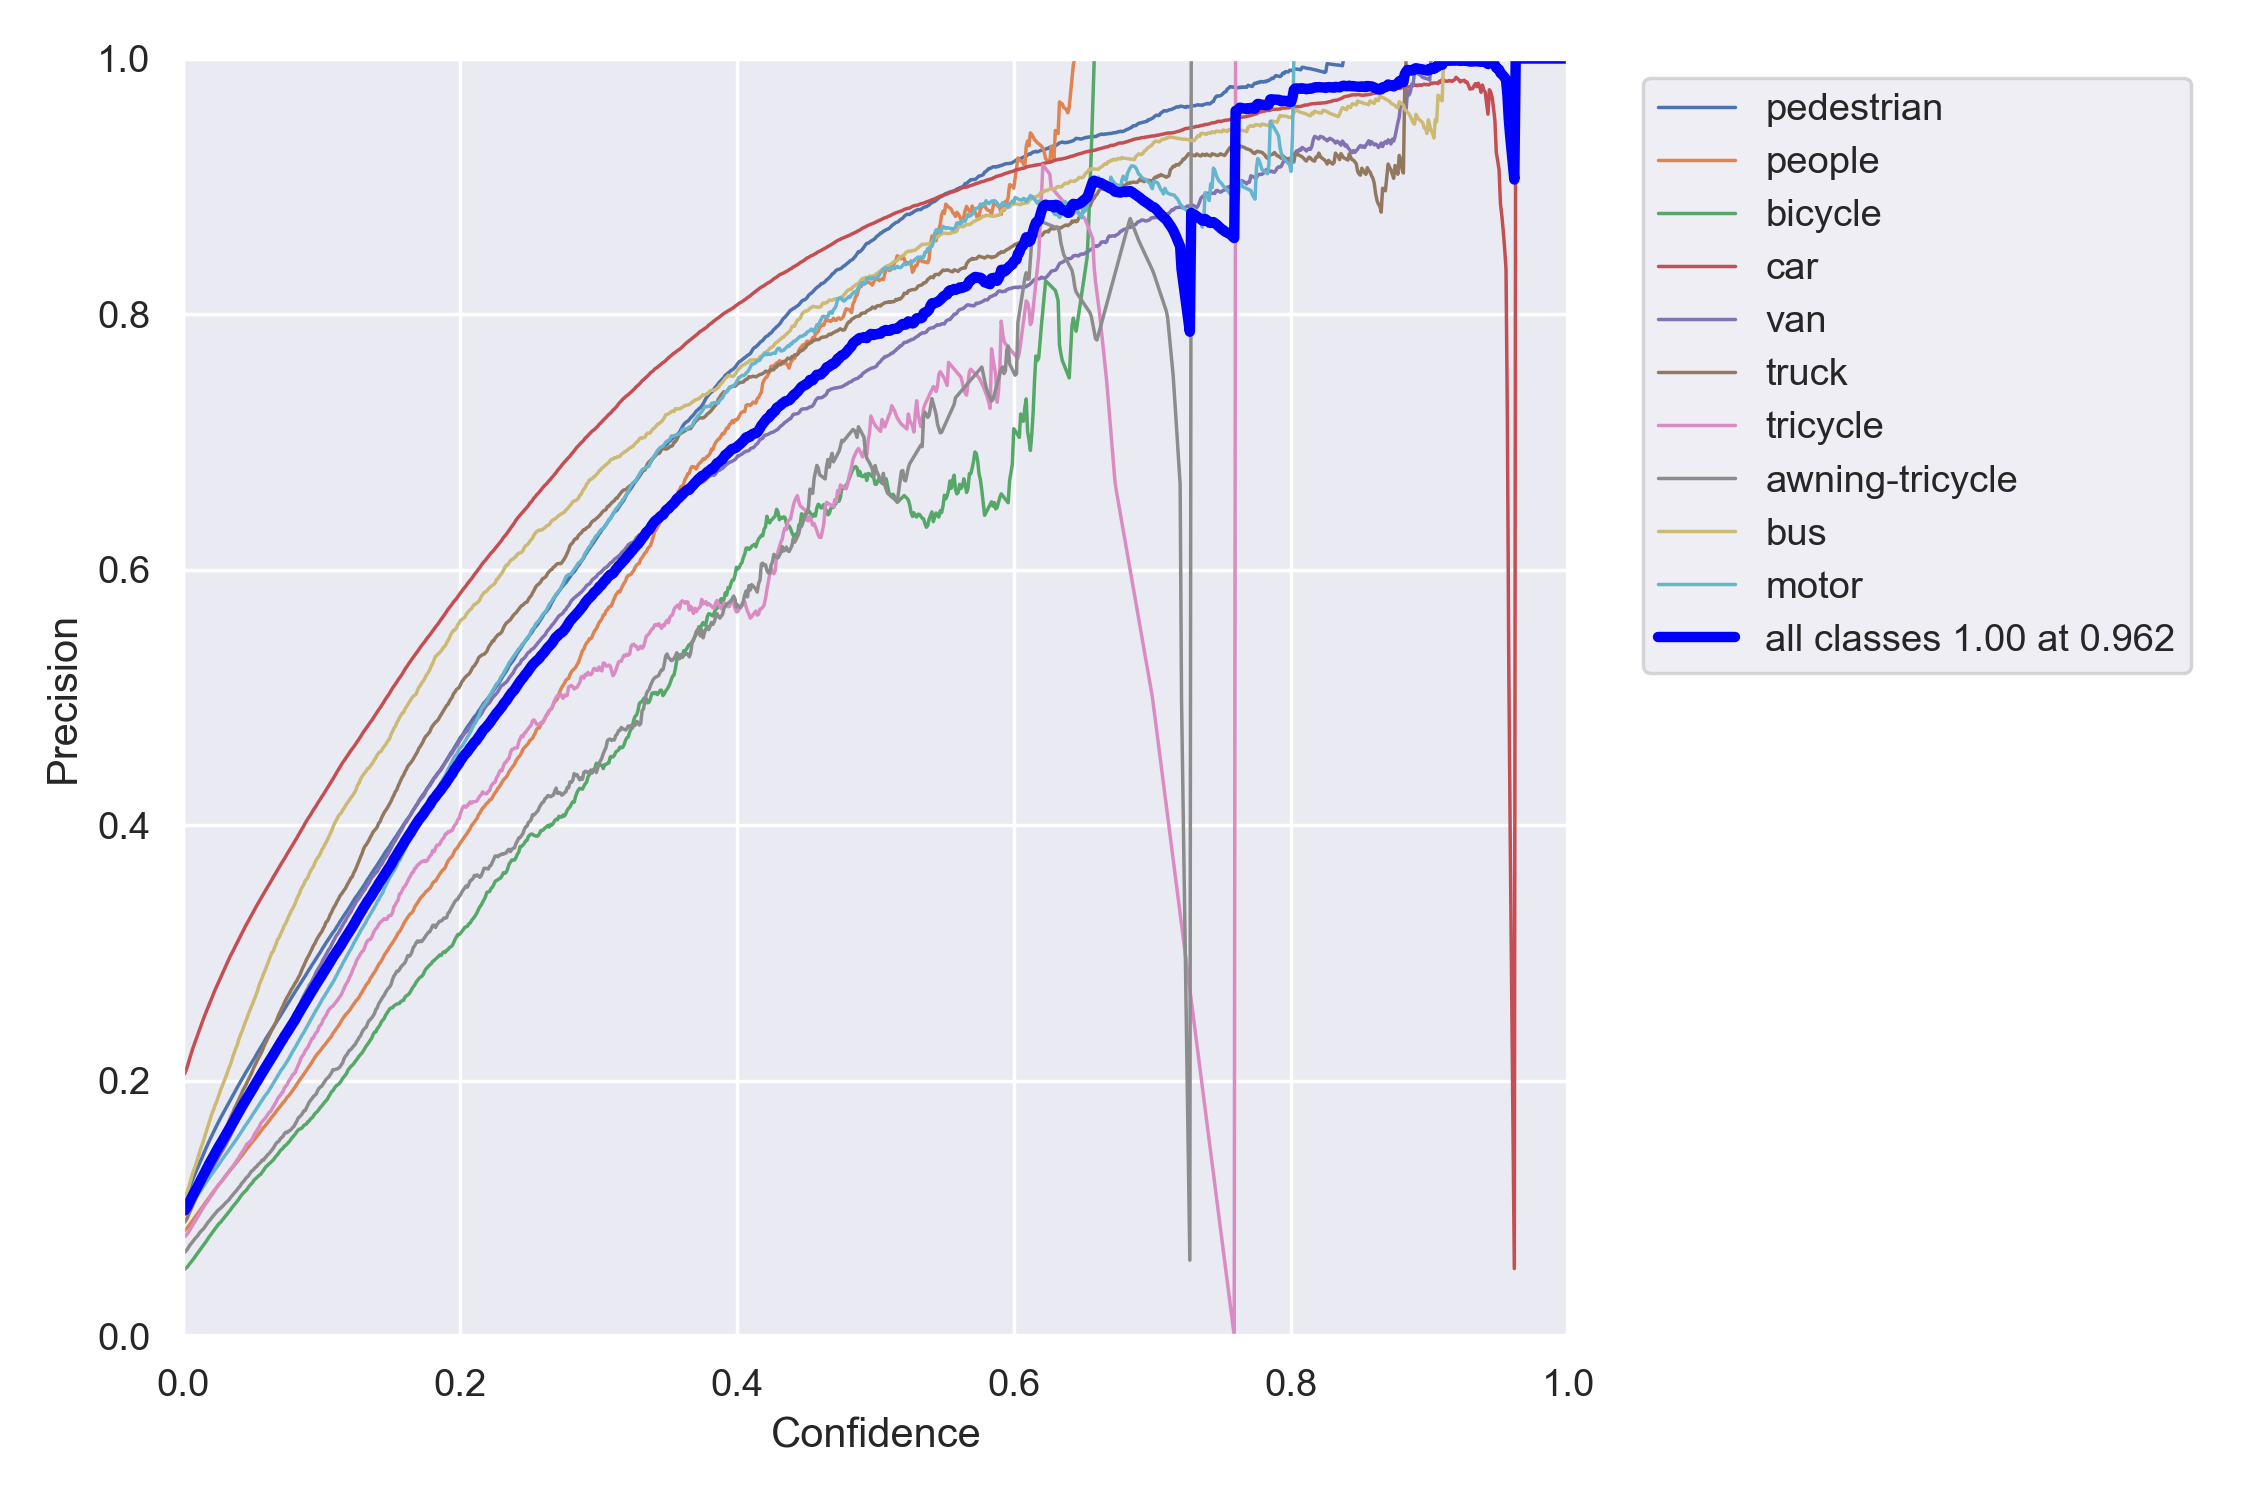 1.0
0.8
0.6
0.4
0.2
0.0
Precision
0.0 0.2 0.4 0.6 0.8 1.0
Confidence
pedestrian
people
bicycle
car
van
truck
tricycle
awning-tricycle
bus
motor
all classes 1.00 at 0.962